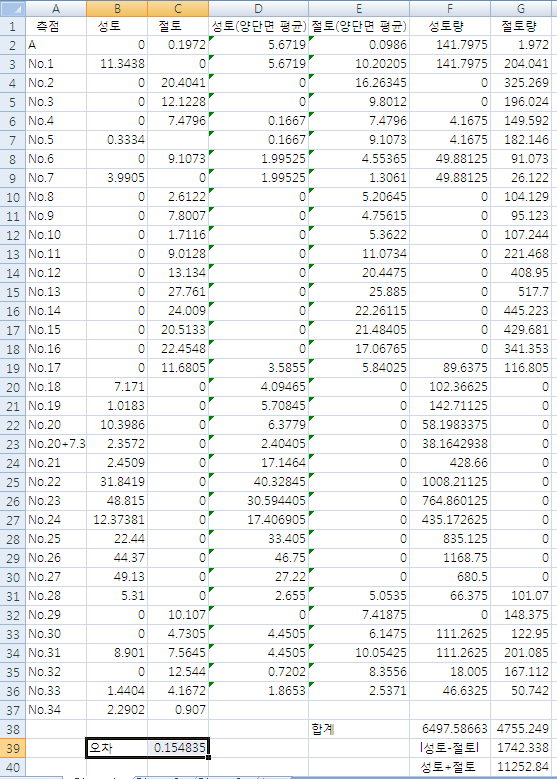 A B C D E F G
1 측점 성토 절토 성토(양단면 평균) 절토(양단면 평균) 성토량 절토량
2 A 0 0.1972 5.6719 0.0986 141.7975 1.972
3 No.1 11.3438 0 5.6719 10.20205 141.7975 204.041
4 No.2 0 20.4041 0 16.26345 0 325.269
5 No.3 0 12.1228 0 9.8012 0 196.024
6 No.4 0 7.4796 0.1667 7.4796 4.1675 149.592
7 No.5 0.3334 0.1667 9.1073 4.1675 182.146
8 No.6 0 9.1073 1.99525 4.55365 49.88125 91.073
9 No.7 3.9905 0 1.99525 1.3061 49.88125 26.122
10 No.8 0 2.6122 0 5.20645 0 104.129
11 No.9 0 7.8007 0 4.75615 0 95.123
12 No.10 0 1.7116 0 5.3622 0 107.244
13 No.11 0 9.0128 0 11.0734 0 221.468
14 No.12 0 13.134 0 20.4475 0 408.95
15 No.13 0 27.761 0 25.885 0 517.7
16 No.14 0 24.009 0 22.26115 0 445.223
17 No.15 0 20.5133 0 21.48405 0 429.681
18 No.16 0 22.4548 0 17.06765 0 341.353
19 No.17 0 11.6805 3.5855 5.84025 89.6375 116.805
20 No.18 7.171 0 4.09465 0 102.36625 0
21 No.19 1.0183 0 5.70845 0 142.71125 0
22 No.20 10.3986 0 6.3779 0 58.1983375 0
23 No.20+7.3 2.3572 0 2.40405 0 38.1642938 0
24 No.21 2.4509 0 17.1464 0 428.66 0
25 No.22 31.8419 0 40.32845 0 1008.21125 0
26 No.23 48.815 0 30.594405 0 764.860125 0
27 No.24 12.37381 0 17.406905 0 435.172625 0
28 No.25 22.44 0 33.405 0 835.125 0
29 No.26 44.37 0 46.75 0 1168.75 0
30 No.27 49.13 0 27.22 0 680.5 0
31 No.28 5.31 0 2.655 5.0535 66.375 101.07
32 No.29 0 10.107 0 7.41875 0 148.375
33 No.30 0 4.7305 4.4505 6.1475 111.2625 122.95
34 No.31 8.901 7.5645 4.4505 10.05425 111.2625 201.085
35 No.32 0 12.544 0.7202 8.3556 18.005 167.112
36 No.33 1.4404 4.1672 1.8653 2.5371 46.6325 50.742
37 No.34 2.2902 0.907
38 합계 6497.58663 4755.249
39 오차 0.154835 |성토-절토| 1742.338
40 성토+절토 11252.84